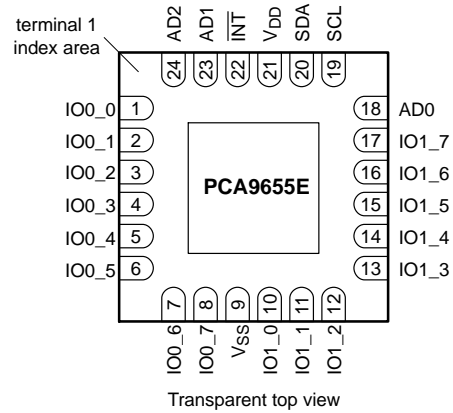 terminal 1
index area
AD2
AD1
INT
VDD
SDA
SCL
24
23
22
21
20
19
IO0_0 1
IO0_1 2
IO0_2 3
IO0_3 4
IO0_4 5
IO0_5 6
PCA9655E
18 AD0
17 IO1_7
16 IO1_6
15 IO1_5
14 IO1_4
13 IO1_3
7
8
9
10
11
12
IO0_6
IO0_7
VSS
IO1_0
IO1_1
IO1_2
Transparent top view